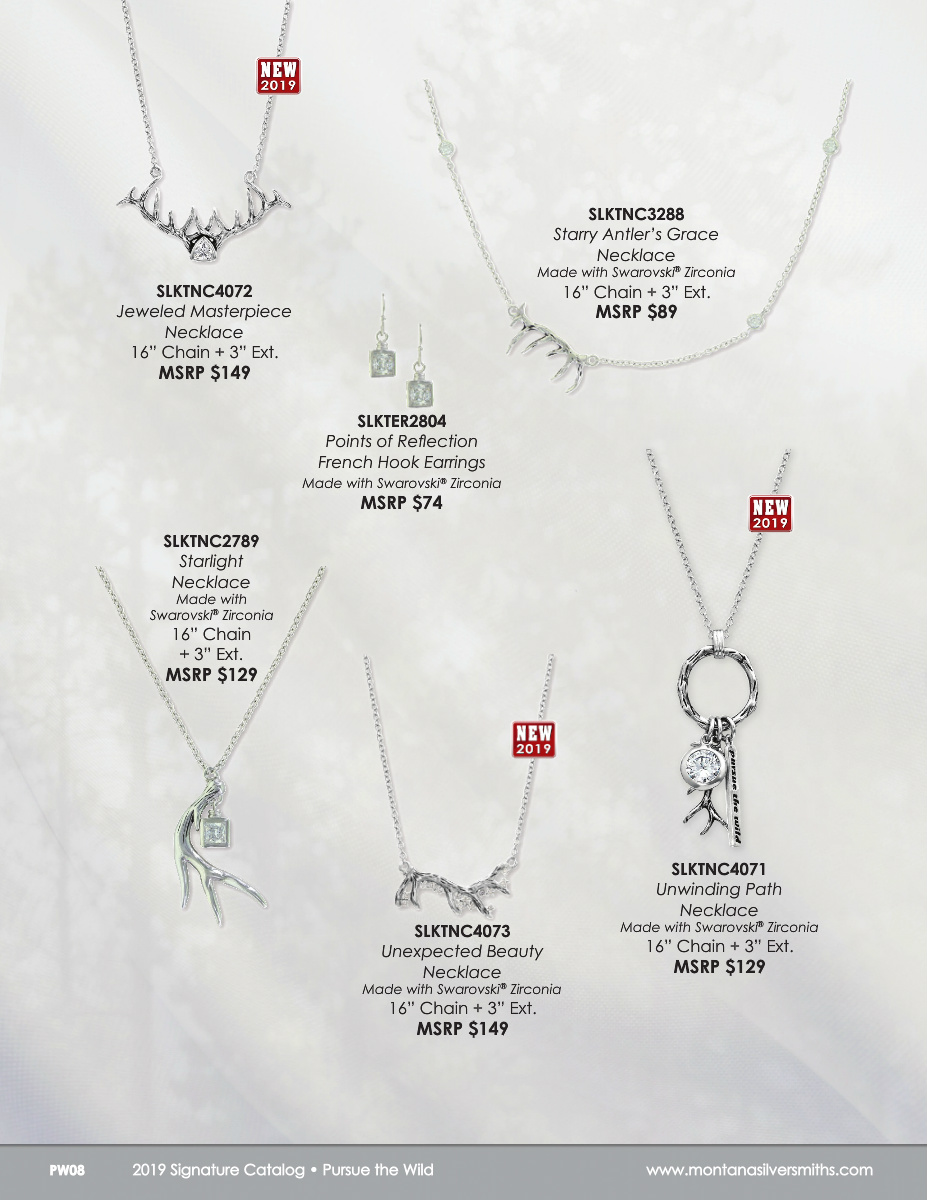 NEW
2019
SLKTNC4072
Jeweled Masterpiece
Necklace
16” Chain + 3” Ext.
MSRP $149
SLKTNC3288
Starry Antler’s Grace
Necklace
Made with Swarovski® Zirconia
16” Chain + 3” Ext.
MSRP $89
SLKTER2804
Points of Reflection
French Hook Earrings
Made with Swarovski® Zirconia
MSRP $74
SLKTNC2789
Starlight
Necklace
Made with
Swarovski® Zirconia
16” Chain
+ 3” Ext.
MSRP $129
NEW
2019
SLKTNC4073
Unexpected Beauty
Necklace
Made with Swarovski® Zirconia
16” Chain + 3” Ext.
MSRP $149
NEW
2019
pursue the wild
SLKTNC4071
Unwinding Path
Necklace
Made with Swarovski® Zirconia
16” Chain + 3” Ext.
MSRP $129
PW08 2019 Signature Catalog • Pursue the Wild www.montanasilversmiths.com